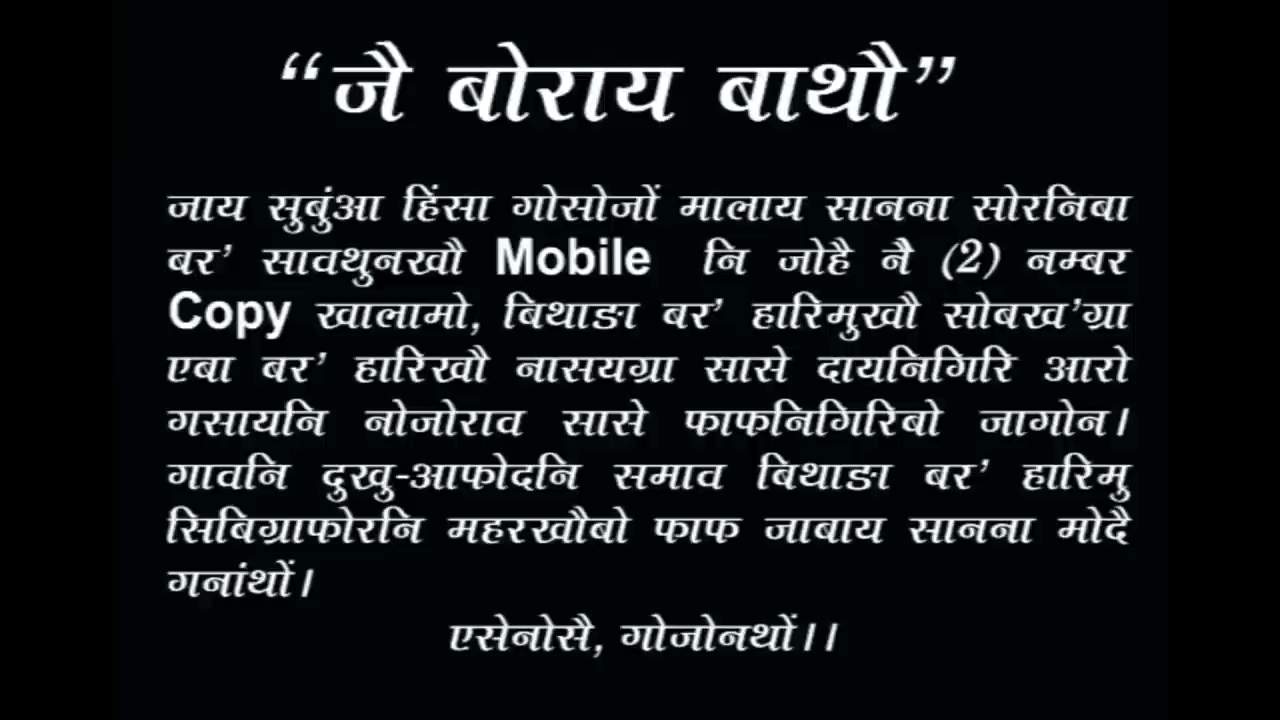 “जै बोराय बाथौ”
जाय सुबुंआ हिंसा गोसोजों मालाय सानना सोरनिबा
बर’ सावथुनखौ Mobile नि जोहै नै (2) नम्बर
Copy खालामो, बिथाङा बर’ हारिमुखौ सोबख’ग्रा
एबा बर’ हारिखौ नासयग्रा सासे दायनिगिरि आरो
गसायनि नोजोराव सासे फाफनिगिरिबो जागोन।
गावनि दुखु-आफोदनि समाव बिथाङा बर’ हारिमु
सिबिग्राफोरनि महरखौबो फाफ जाबाय सानना मोदै
गनांथों।
एसेनोसै, गोजोनथों।।